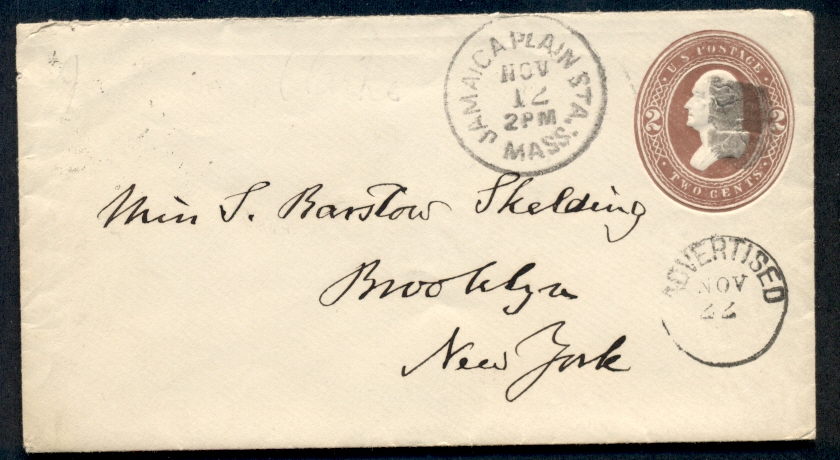 JAMAICA PLAIN STA. MASS.
NOV
12
2PM
U.S. POSTAGE
2 2
TWO CENTS
Miss S. Barstow Skelding
Brooklyn
New York
ADVERTISED
NOV
22